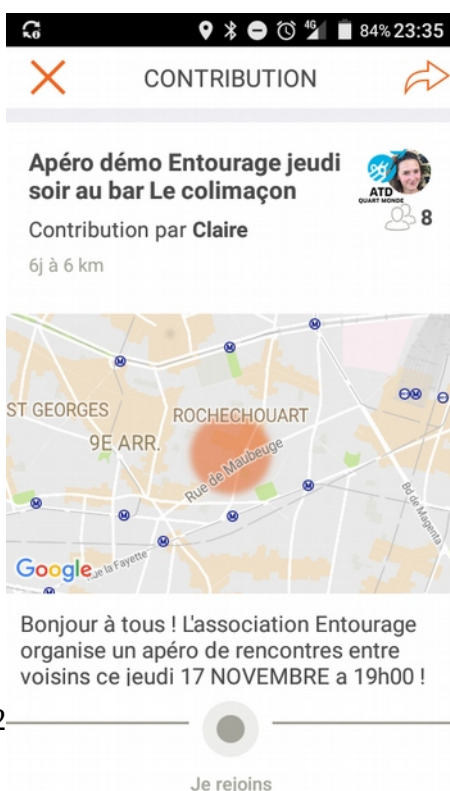 4G 84% 23:35
CONTRIBUTION
Apéro démo Entourage jeudi
soir au bar Le colimaçon
ATD
QUART MONDE
Contribution par Claire
8
6j à 6 km
ST GEORGES
ROCHECHOUART
9E ARR.
Rue de Maubeuge
Bd de Magenta
Google
Rue la Fayette
Bonjour à tous ! L'association Entourage
organise un apéro de rencontres entre
voisins ce jeudi 17 NOVEMBRE a 19h00 !
2
Je rejoins